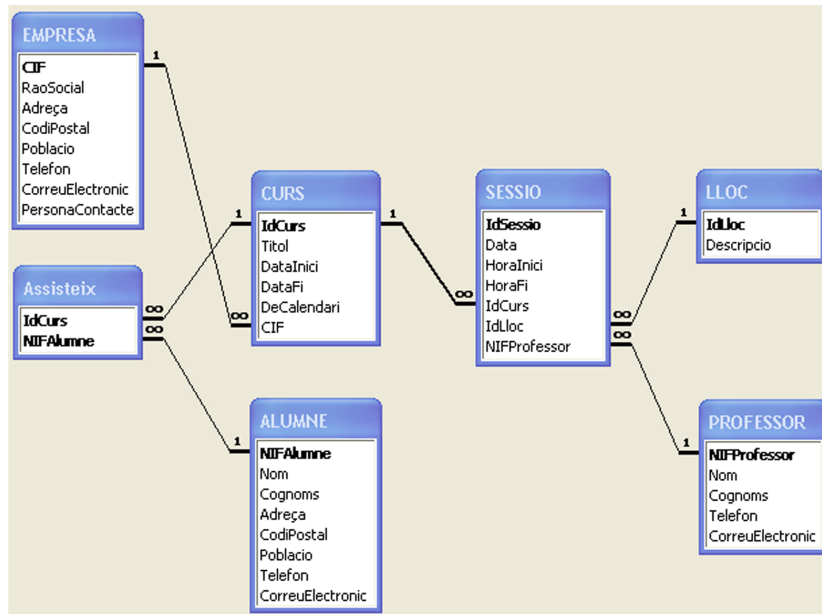 EMPRESA
CIF
RaoSocial
Adreça
CodiPostal
Poblacio
Telefon
CorreuElectronic
PersonaContacte
1
∞
Assisteix
IdCurs
NIFAlumne
∞
∞
CURS
IdCurs
Titol
DataInici
DataFi
DeCalendari
CIF
1
1
∞
ALUMNE
NIFAlumne
Nom
Cognoms
Adreça
CodiPostal
Poblacio
Telefon
CorreuElectronic
1
SESSIO
IdSessio
Data
HoraInici
HoraFi
IdCurs
IdLloc
NIFProfessor
∞
∞
LLOC
IdLloc
Descripcio
1
PROFESSOR
NIFProfessor
Nom
Cognoms
Telefon
CorreuElectronic
1